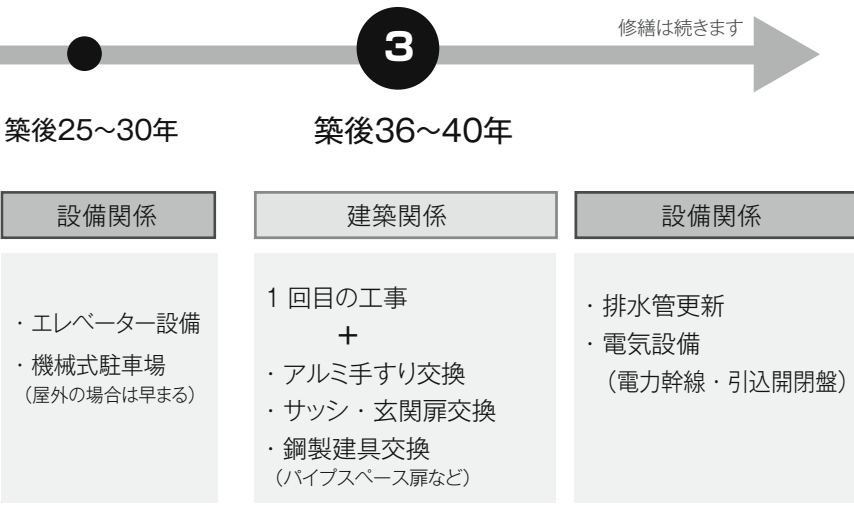 3
修繕は続きます
築後25～30年
築後36～40年
設備関係
・エレベーター設備
・機械式駐車場
（屋外の場合は早まる）
建築関係
1回目の工事
＋
・アルミ手すり交換
・サッシ・玄関扉交換
・鋼製建具交換
（パイプスペース扉など）
設備関係
・排水管更新
・電気設備
（電力幹線・引込開閉盤）